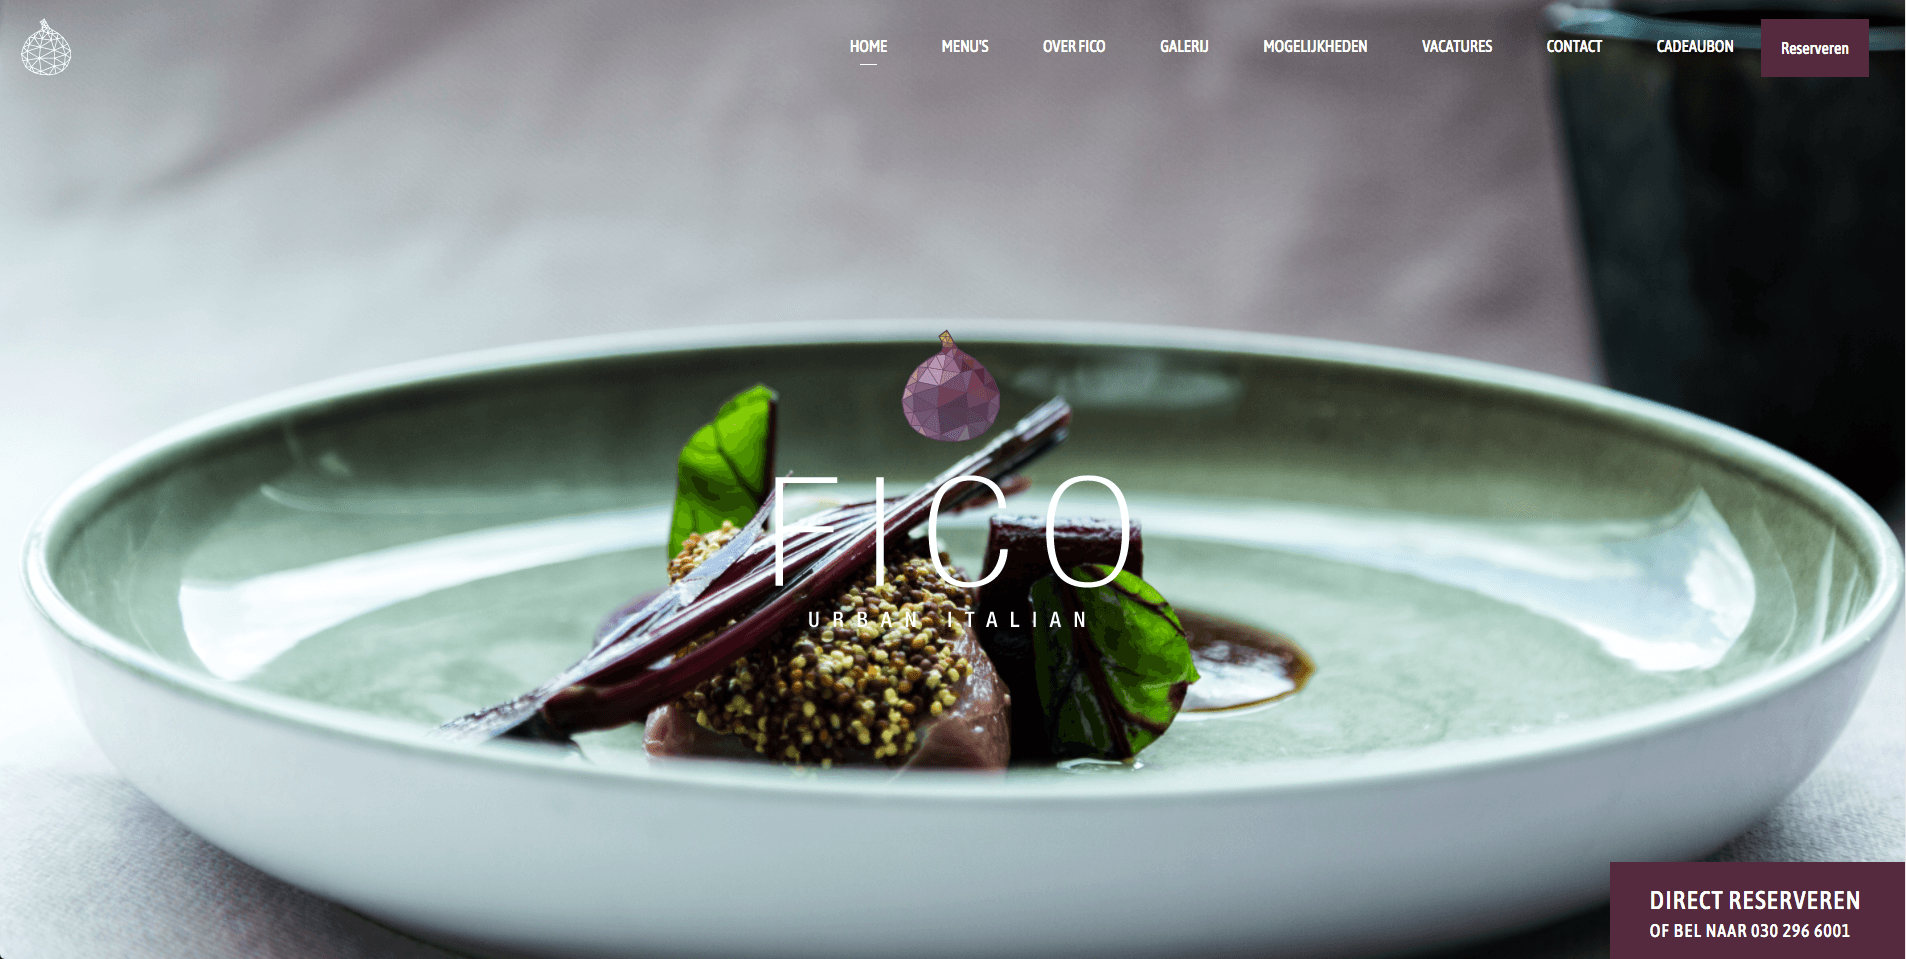 HOME
MENU'S
OVER FICO
GALERIJ
MOGELIJKHEDEN
VACATURES
CONTACT
CADEAUBON
Reserveren
FICO
URBAN ITALIAN
DIRECT RESERVEREN
OF BEL NAAR 030 296 6001